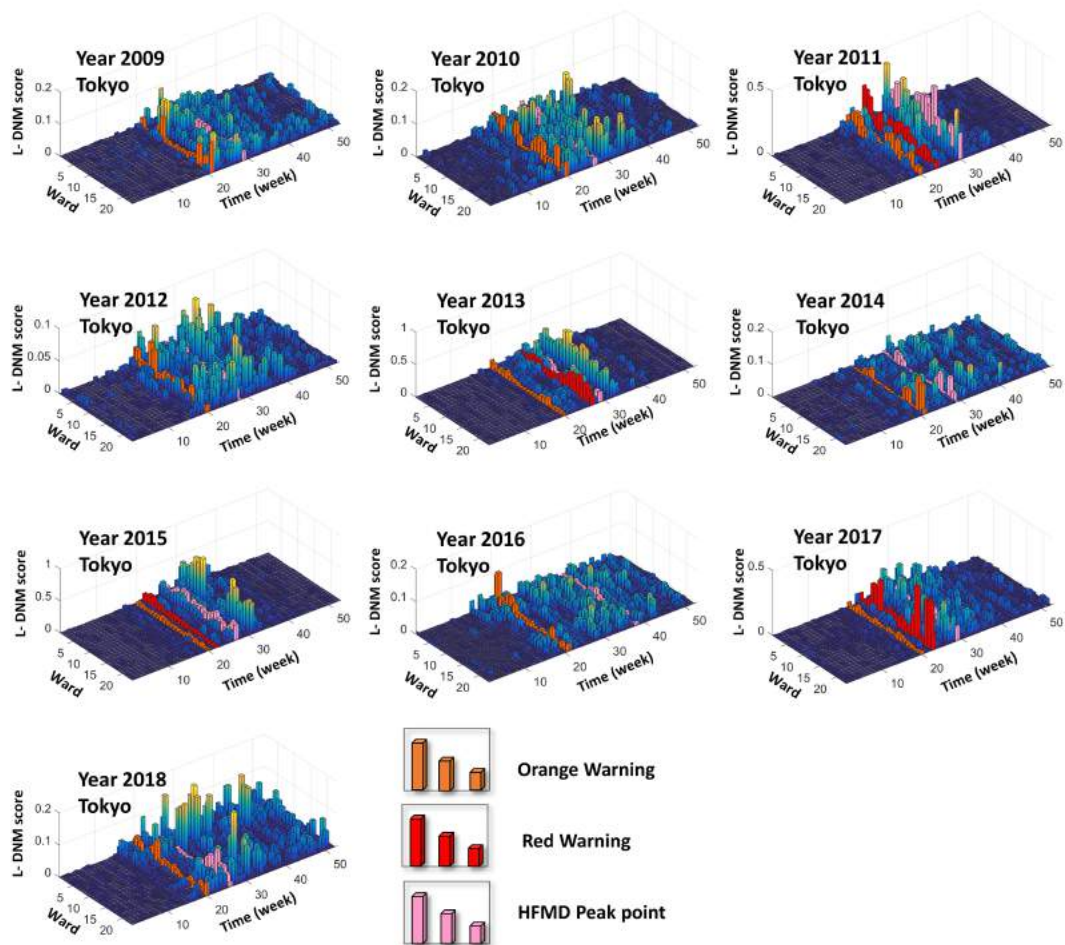 Year 2009
Tokyo
L- DNM score
0.2
0.1
0
5
10
15
20
Ward
10
20
30
40
50
Time (week)
Year 2010
Tokyo
L- DNM score
0.2
0.1
0
5
10
15
20
Ward
10
20
30
40
50
Time (week)
Year 2011
Tokyo
L- DNM score
0.5
0
5
10
15
20
Ward
10
20
30
40
50
Time (week)
Year 2012
Tokyo
L- DNM score
0.1
0.05
0
5
10
15
20
Ward
10
20
30
40
50
Time (week)
Year 2013
Tokyo
L- DNM score
1
0.5
0
5
10
15
20
Ward
10
20
30
40
50
Time (week)
Year 2014
Tokyo
L- DNM score
0.2
0.1
0
5
10
15
20
Ward
10
20
30
40
50
Time (week)
Year 2015
Tokyo
L- DNM score
1
0.5
0
5
10
15
20
Ward
10
20
30
40
50
Time (week)
Year 2016
Tokyo
L- DNM score
0.2
0.1
0
5
10
15
20
Ward
10
20
30
40
50
Time (week)
Year 2017
Tokyo
L- DNM score
0.5
0
5
10
15
20
Ward
10
20
30
40
50
Time (week)
Year 2018
Tokyo
L- DNM score
0.2
0.1
0
5
10
15
20
Ward
10
20
30
40
50
Time (week)
Orange Warning
Red Warning
HFMD Peak point